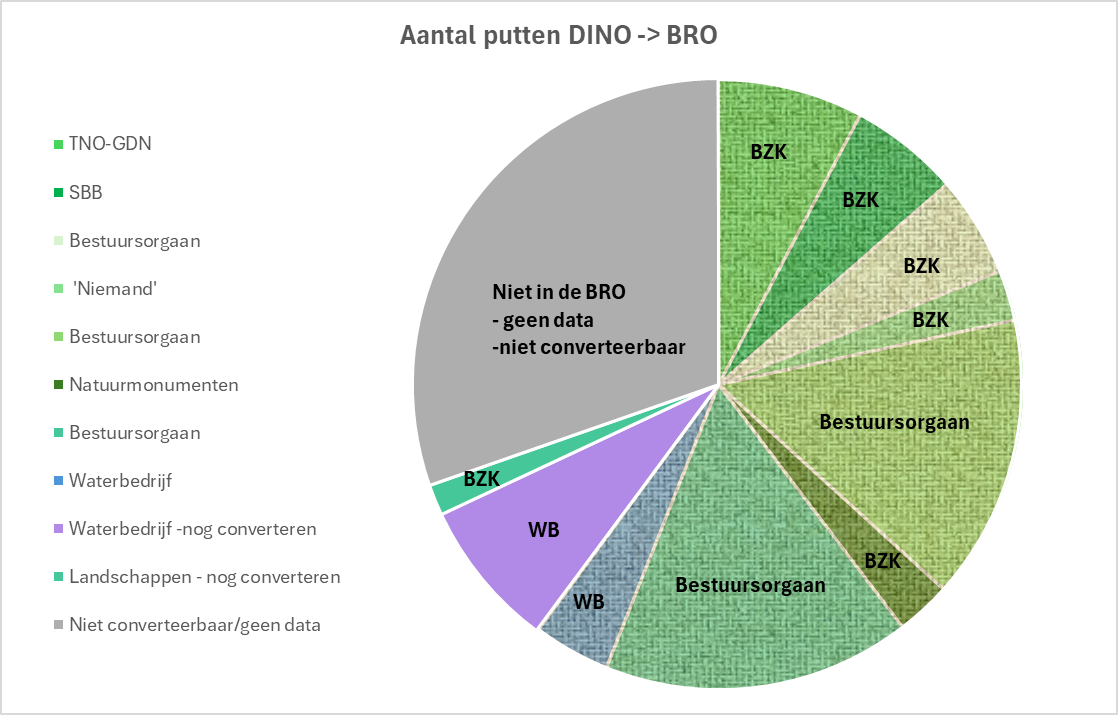 Aantal putten DINO -> BRO
TNO-GDN
SBB
Bestuursorgaan
'Niemand'
Bestuursorgaan
Natuurmonumenten
Bestuursorgaan
Waterbedrijf
Waterbedrijf -nog converteren
Landschappen - nog converteren
Niet converteerbaar/geen data
BZK
BZK
BZK
BZK
Bestuursorgaan
BZK
Bestuursorgaan
WB
WB
BZK
Niet in de BRO
- geen data
-niet converteerbaar